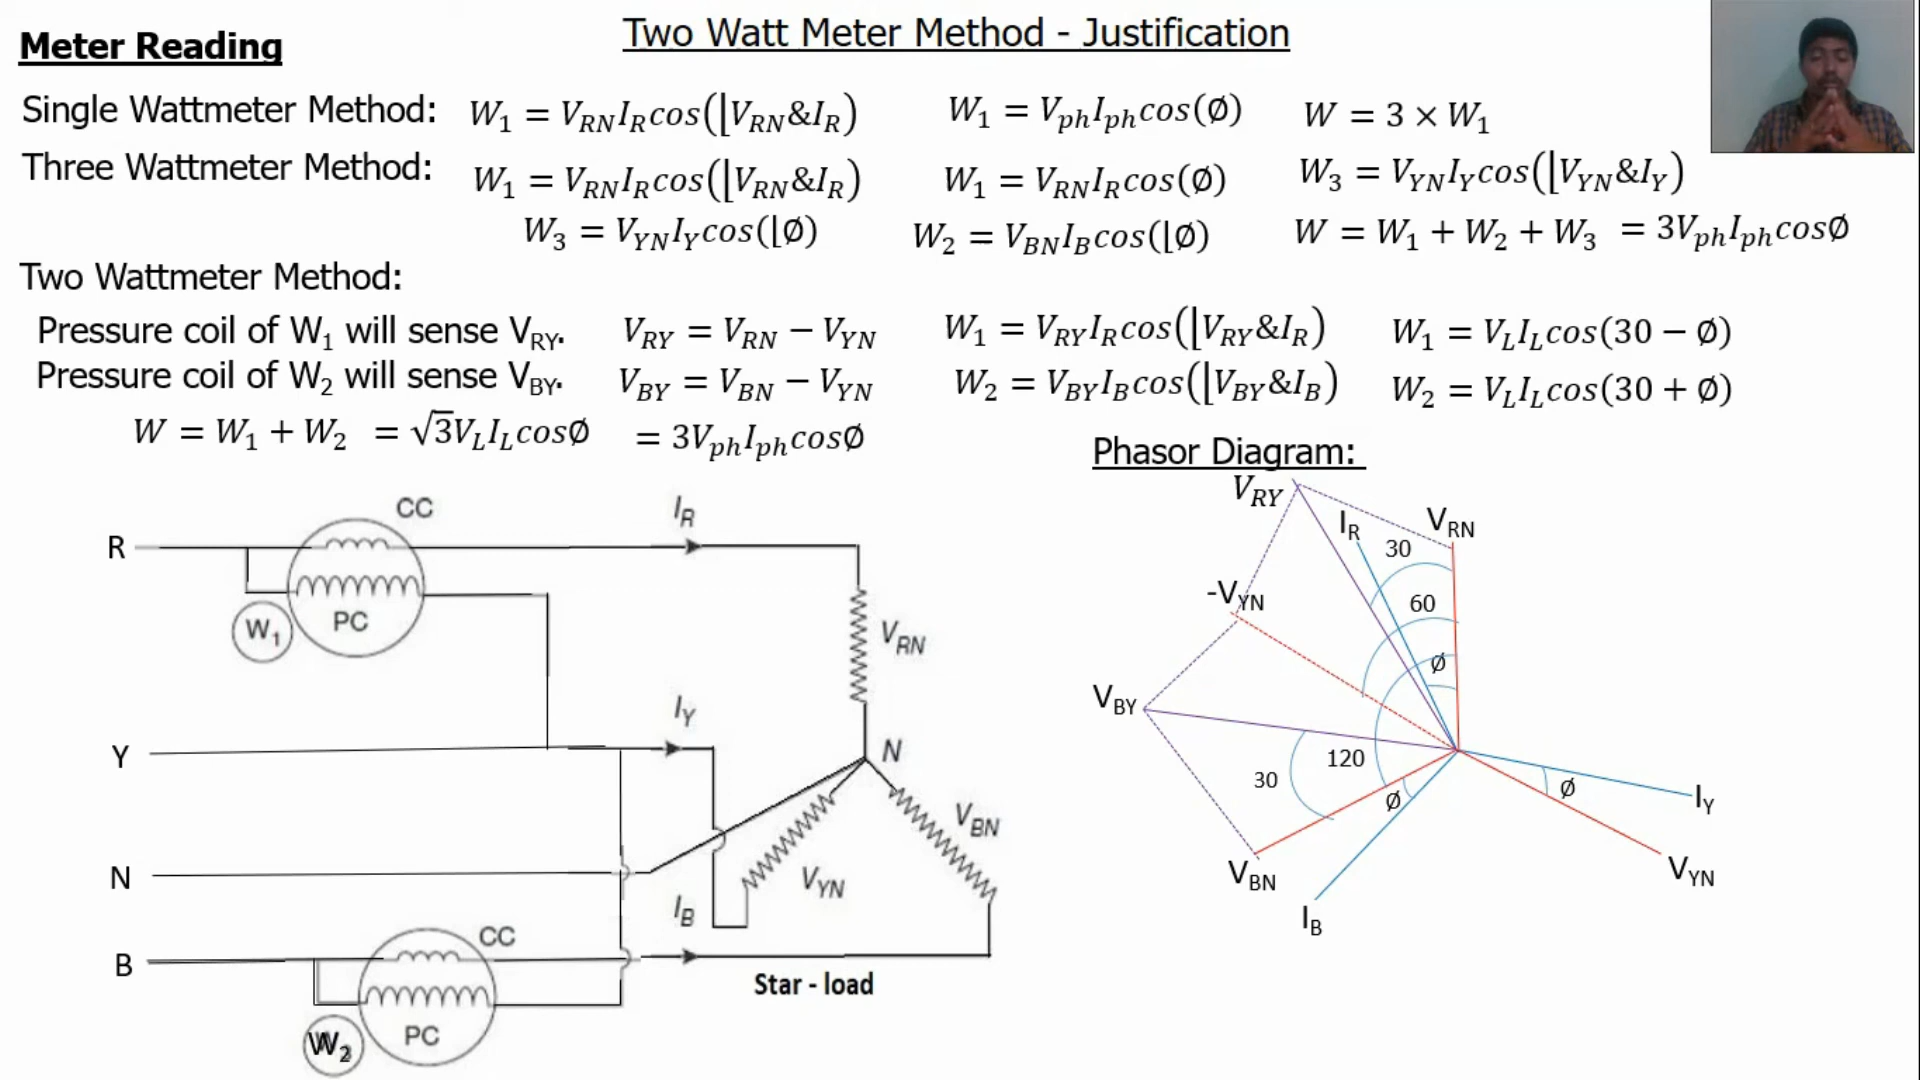 Two Watt Meter Method - Justification
Meter Reading
Single Wattmeter Method: W₁ = V_RN I_R cos(⌊V_RN&I_R) W₁ = V_ph I_ph cos(∅) W = 3 × W₁
Three Wattmeter Method: W₁ = V_RN I_R cos(⌊V_RN&I_R) W₁ = V_RN I_R cos(∅) W₃ = V_YN I_Y cos(⌊V_YN&I_Y)
W₃ = V_YN I_Y cos(⌊∅) W₂ = V_BN I_B cos(⌊∅) W = W₁ + W₂ + W₃ = 3V_ph I_ph cos∅
Two Wattmeter Method:
Pressure coil of W₁ will sense V_RY. V_RY = V_RN − V_YN W₁ = V_RY I_R cos(⌊V_RY&I_R) W₁ = V_L I_L cos(30 − ∅)
Pressure coil of W₂ will sense V_BY. V_BY = V_BN − V_YN W₂ = V_BY I_B cos(⌊V_BY&I_B) W₂ = V_L I_L cos(30 + ∅)
W = W₁ + W₂ = √3V_L I_L cos∅ = 3V_ph I_ph cos∅
Phasor Diagram:
CC
I_R
R
PC
W₁
V_RN
I_Y
Y
N
V_BN
V_YN
N
I_B
CC
B
Star - load
PC
W₂
V_RY
I_R
V_RN
30
-V_YN
60
∅
V_BY
120
30
∅
∅
I_Y
V_BN
V_YN
I_B